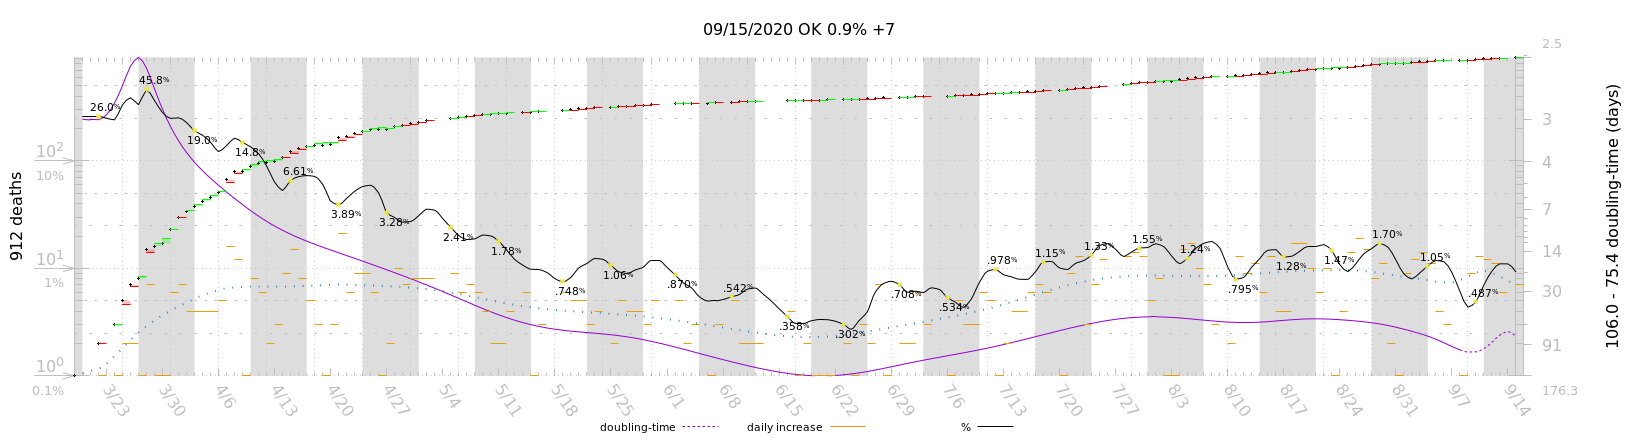 09/15/2020 OK 0.9% +7
912 deaths
10² 10% 10¹ 1% 10⁰ 0.1%
26.0% 45.8% 19.0% 14.8% 6.61% 3.89% 3.28% 2.41% 1.78% .748% 1.06% .870% .542% .358% .302% .708% .534% .978% 1.15% 1.33% 1.55% 1.24% .795% 1.28% 1.47% 1.70% 1.05% .487%
2.5 3 4 7 14 30 91 176.3
106.0 - 75.4 doubling-time (days)
3/23 3/30 4/6 4/13 4/20 4/27 5/4 5/11 5/18 5/25 6/1 6/8 6/15 6/22 6/29 7/6 7/13 7/20 7/27 8/3 8/10 8/17 8/24 8/31 9/7 9/14
doubling-time daily increase %